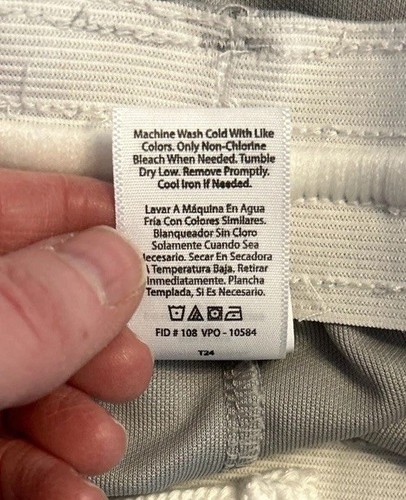 Machine Wash Cold With Like
Colors. Only Non-Chlorine
Bleach When Needed. Tumble
Dry Low. Remove Promptly.
Cool Iron if Needed.
Lavar A Máquina En Agua
Fría Con Colores Similares.
Blanqueador Sin Cloro
Solamente Cuando Sea
Necesario. Secar En Secadora
A Temperatura Baja. Retirar
Inmediatamente. Plancha
Templada, Si Es Necesario.
FID # 108 VPO - 10584
T24